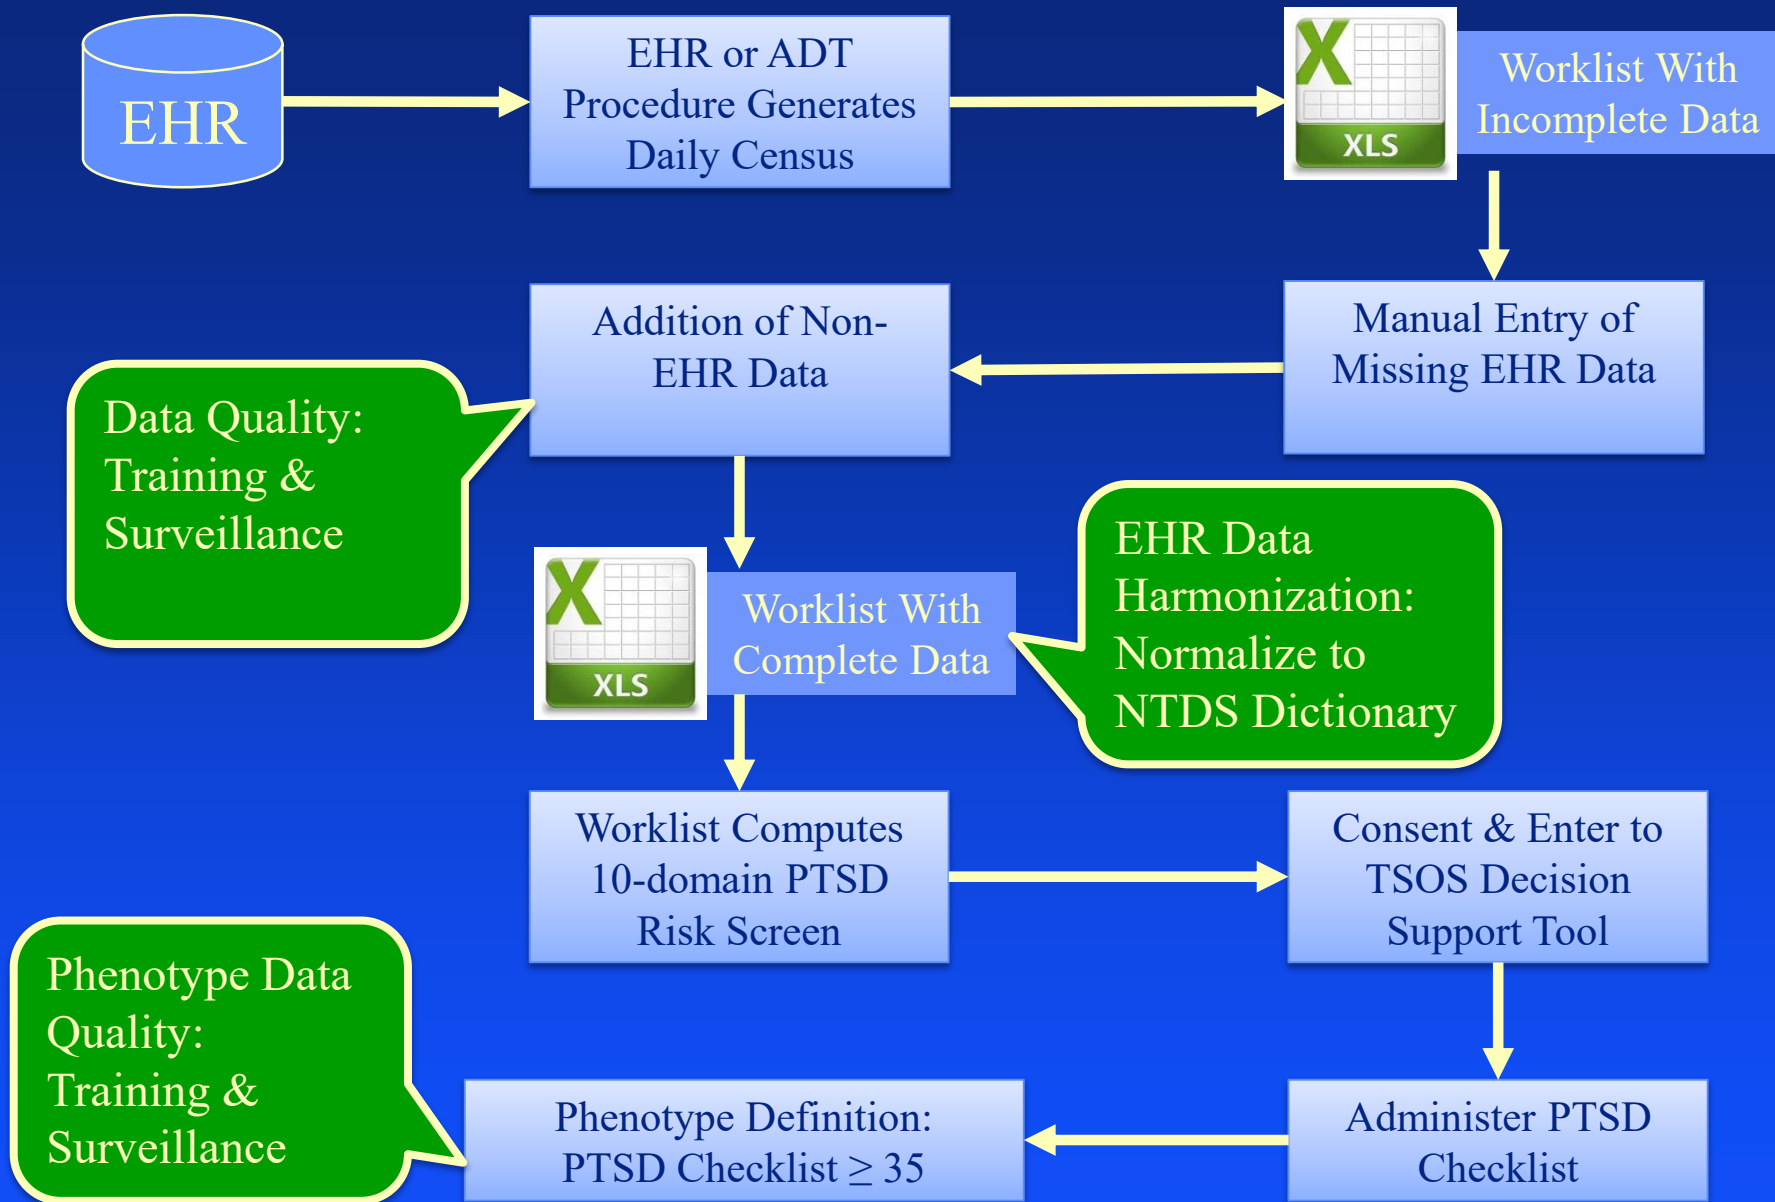 EHR
EHR or ADT
Procedure Generates
Daily Census
X
XLS
Worklist With
Incomplete Data
Manual Entry of
Missing EHR Data
Addition of Non-
EHR Data
Data Quality:
Training &
Surveillance
X
XLS
Worklist With
Complete Data
EHR Data
Harmonization:
Normalize to
NTDS Dictionary
Worklist Computes
10-domain PTSD
Risk Screen
Consent & Enter to
TSOS Decision
Support Tool
Administer PTSD
Checklist
Phenotype Definition:
PTSD Checklist ≥ 35
Phenotype Data
Quality:
Training &
Surveillance